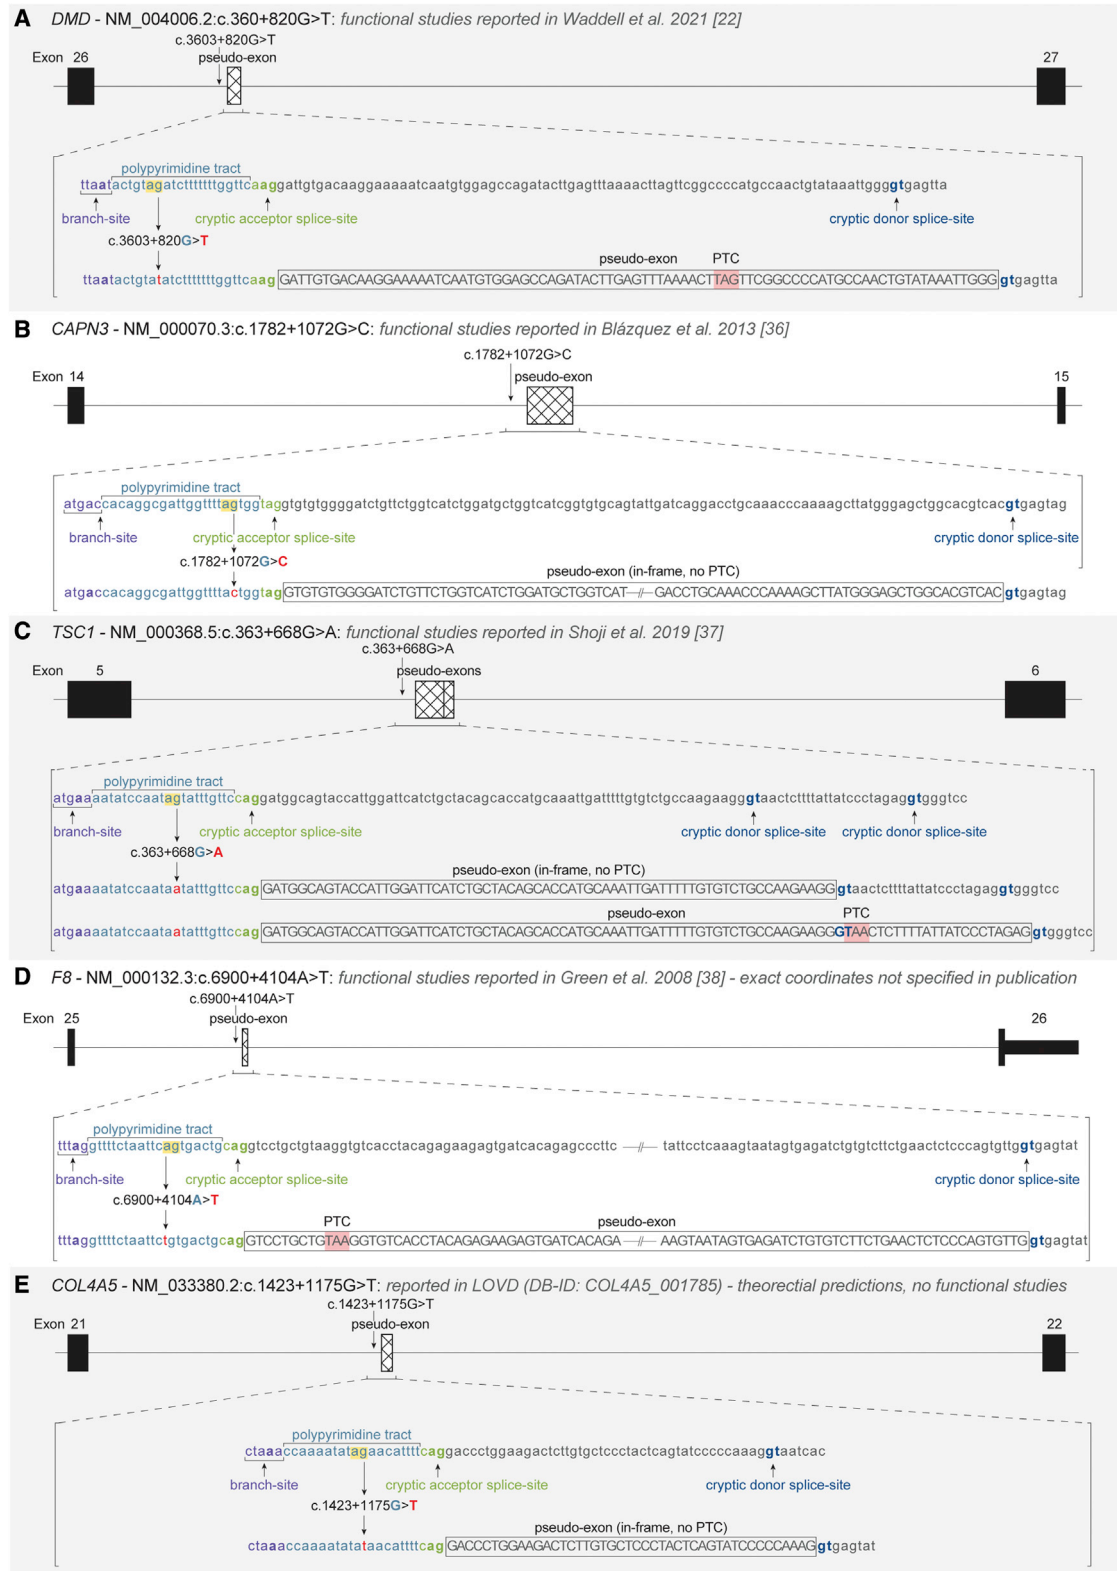 A DMD - NM_004006.2:c.360+820G>T: functional studies reported in Waddell et al. 2021 [22]
c.3603+820G>T
Exon 26 pseudo-exon 27
polypyrimidine tract
ttaatactgtagatctttttttggttcaaggattgtgacaaggaaaaatcaatgtggagccagatacttgagtttaaaacttagttcggccccatgccaactgtataaattggggtgagtta
branch-site cryptic acceptor splice-site cryptic donor splice-site
c.3603+820G>T
pseudo-exon PTC
ttaatactgtatatctttttttggttcaag GATTGTGACAAGGAAAAATCAATGTGGAGCCAGATACTTGAGTTTAAAACTTAGTTCGGCCCCATGCCAACTGTATAAATTGGG gtgagtta
B CAPN3 - NM_000070.3:c.1782+1072G>C: functional studies reported in Blázquez et al. 2013 [36]
c.1782+1072G>C
Exon 14 pseudo-exon 15
polypyrimidine tract
atgaccacaggcgattggttttagtggtaggtgtgtggggatctgttctggtcatctggatgctggtcatcggtgtgcagtattgatcaggacctgcaaacccaaaagcttatgggagctggcacgtcacgtgagtag
branch-site cryptic acceptor splice-site cryptic donor splice-site
c.1782+1072G>C
pseudo-exon (in-frame, no PTC)
atgaccacaggcgattggttttactggtag GTGTGTGGGGATCTGTTCTGGTCATCTGGATGCTGGTCAT—//—GACCTGCAAACCCAAAAGCTTATGGGAGCTGGCACGTCAC gtgagtag
C TSC1 - NM_000368.5:c.363+668G>A: functional studies reported in Shoji et al. 2019 [37]
c.363+668G>A
Exon 5 pseudo-exons 6
polypyrimidine tract
atgaaaatatccaatagtatttgttccaggatggcagtaccattggattcatctgctacagcaccatgcaaattgatttttgtgtctgccaagaagggtaactcttttattatccctagaggtgggtcc
branch-site cryptic acceptor splice-site cryptic donor splice-site cryptic donor splice-site
c.363+668G>A
pseudo-exon (in-frame, no PTC)
atgaaaatatccaataatatttgttccag GATGGCAGTACCATTGGATTCATCTGCTACAGCACCATGCAAATTGATTTTTGTGTCTGCCAAGAAGG gtaactcttttattatccctagaggtgggtcc
pseudo-exon PTC
atgaaaatatccaataatatttgttccag GATGGCAGTACCATTGGATTCATCTGCTACAGCACCATGCAAATTGATTTTTGTGTCTGCCAAGAAGGGTAACTCTTTTATTATCCCTAGAG gtgggtcc
D F8 - NM_000132.3:c.6900+4104A>T: functional studies reported in Green et al. 2008 [38] - exact coordinates not specified in publication
c.6900+4104A>T
Exon 25 pseudo-exon 26
polypyrimidine tract
tttaggttttctaattcagtgactgcaggtcctgctgtaaggtgtcacctacagagaagagtgatcacagagcccttc —//— tattcctcaaagtaatagtgagatctgtgtcttctgaactctcccagtgttggtgagtat
branch-site cryptic acceptor splice-site cryptic donor splice-site
c.6900+4104A>T
PTC pseudo-exon
tttaggttttctaattctgtgactgcag GTCCTGCTGTAAGGTGTCACCTACAGAGAAGAGTGATCACAGA —//— AAGTAATAGTGAGATCTGTGTCTTCTGAACTCTCCCAGTGTTG gtgagtat
E COL4A5 - NM_033380.2:c.1423+1175G>T: reported in LOVD (DB-ID: COL4A5_001785) - theorectial predictions, no functional studies
c.1423+1175G>T
Exon 21 pseudo-exon 22
polypyrimidine tract
ctaaaccaaaatatagaacattttcaggaccctggaagactcttgtgctccctactcagtatcccccaaaggtaatcac
branch-site cryptic acceptor splice-site cryptic donor splice-site
c.1423+1175G>T
pseudo-exon (in-frame, no PTC)
ctaaaccaaaatatataacattttcag GACCCTGGAAGACTCTTGTGCTCCCTACTCAGTATCCCCCAAAG gtgagtat